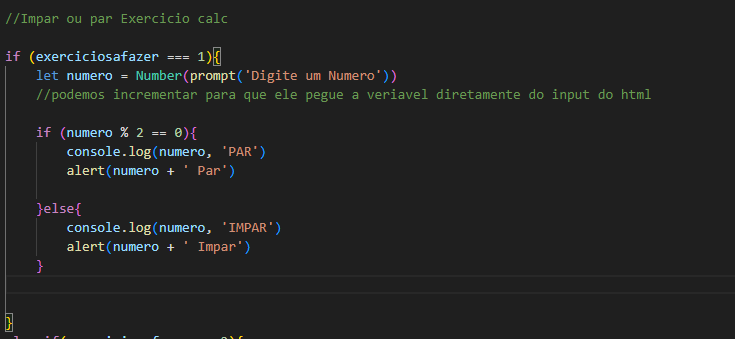 //Impar ou par Exercicio calc
if (exerciciosafazer === 1){
let numero = Number(prompt('Digite um Numero'))
//podemos incrementar para que ele pegue a veriavel diretamente do input do html
if (numero % 2 == 0){
console.log(numero, 'PAR')
alert(numero + ' Par')
}else{
console.log(numero, 'IMPAR')
alert(numero + ' Impar')
}
}